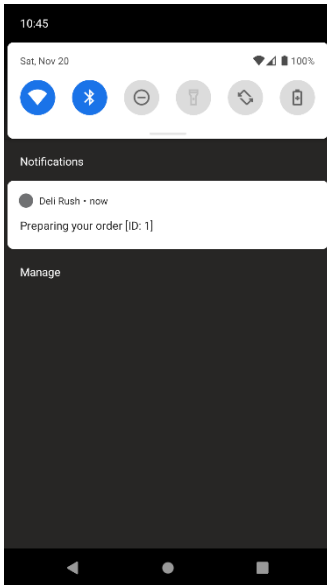 10:45
Sat, Nov 20
100%
Notifications
Deli Rush • now
Preparing your order [ID: 1]
Manage